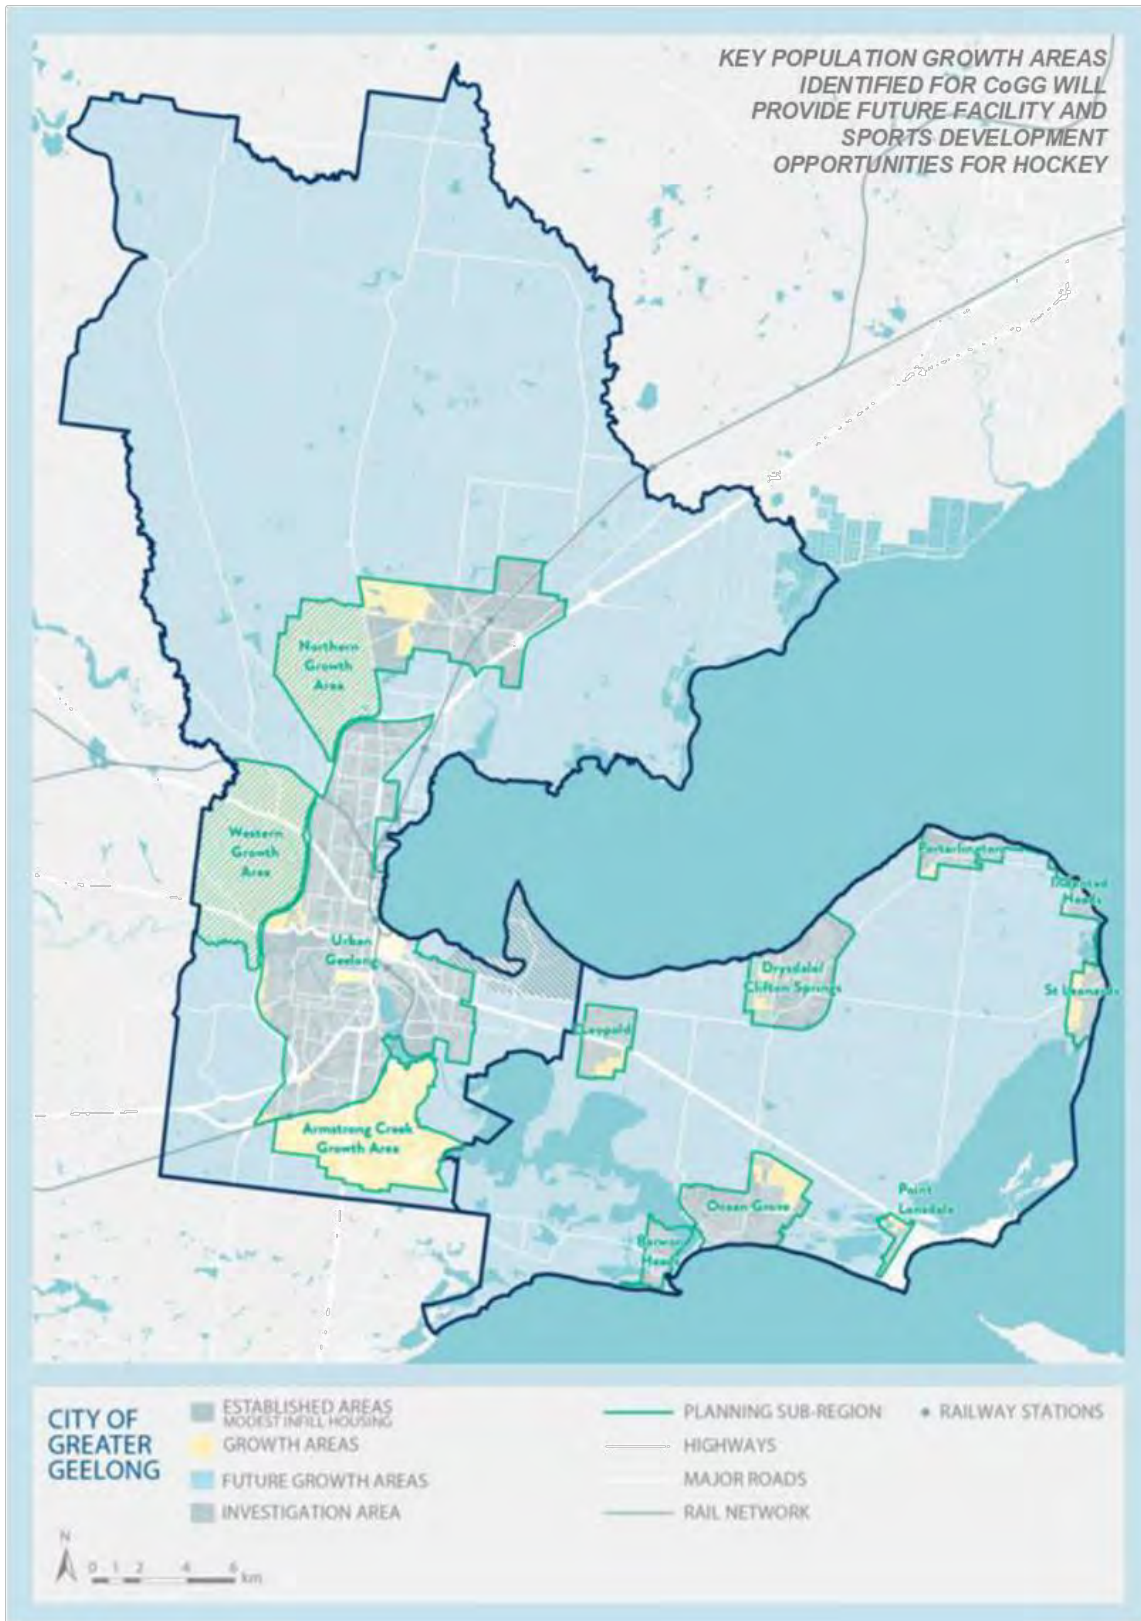 KEY POPULATION GROWTH AREAS
IDENTIFIED FOR CoGG WILL
PROVIDE FUTURE FACILITY AND
SPORTS DEVELOPMENT
OPPORTUNITIES FOR HOCKEY
Northern
Growth
Area
Western
Growth
Area
Urban
Geelong
Armstrong Creek
Growth Area
Portarlington
Indented
Heads
Drysdale/
Clifton Springs
St Leonards
Leopold
Ocean Grove
Point
Lonsdale
Barwon
Heads
CITY OF
GREATER
GEELONG
N
0 1 2 4 6 km
ESTABLISHED AREAS
MODEST INFILL HOUSING
GROWTH AREAS
FUTURE GROWTH AREAS
INVESTIGATION AREA
PLANNING SUB-REGION
HIGHWAYS
MAJOR ROADS
RAIL NETWORK
RAILWAY STATIONS